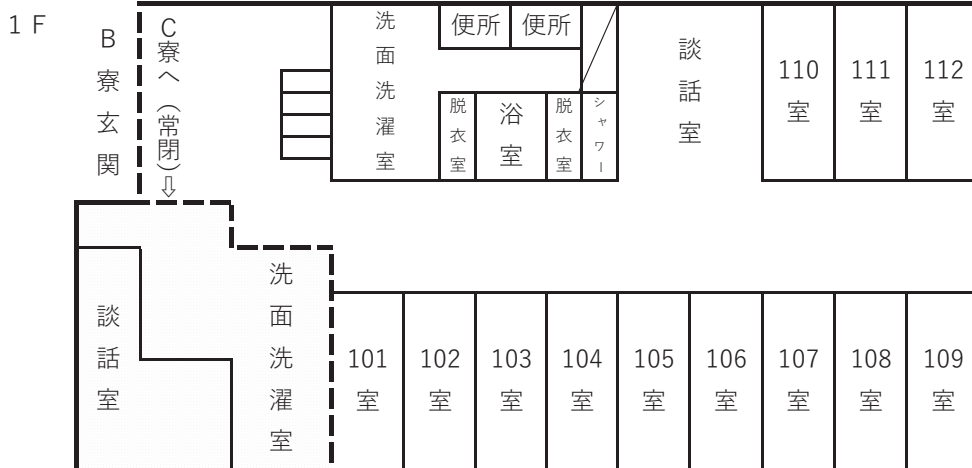 １Ｆ
B寮玄関
C寮へ（常閉）⇩
洗面洗濯室
便所
便所
脱衣室
浴室
脱衣室
シャワー
談話室
110室
111室
112室
談話室
洗面洗濯室
101室
102室
103室
104室
105室
106室
107室
108室
109室